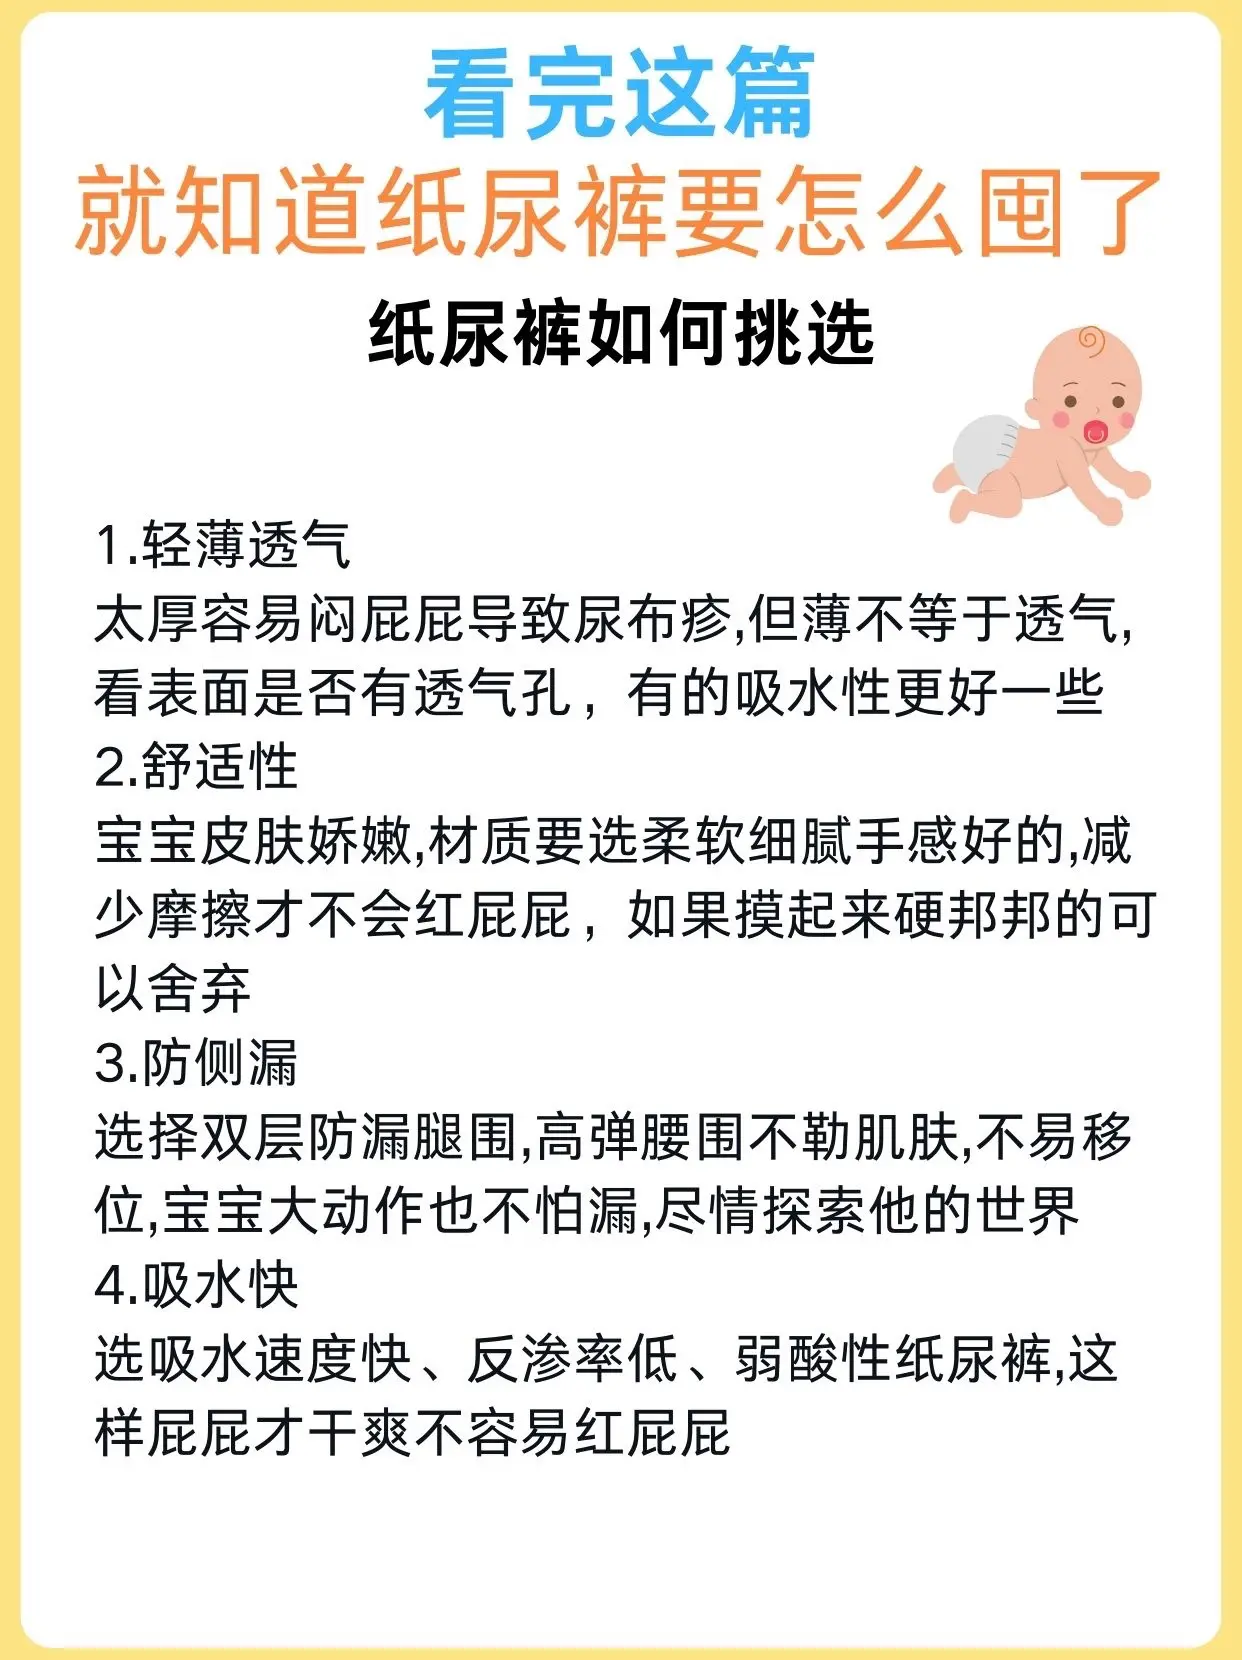 看完这篇
就知道纸尿裤要怎么囤了
纸尿裤如何挑选
1.轻薄透气
太厚容易闷屁屁导致尿布疹,但薄不等于透气,
看表面是否有透气孔，有的吸水性更好一些
2.舒适性
宝宝皮肤娇嫩,材质要选柔软细腻手感好的,减
少摩擦才不会红屁屁，如果摸起来硬邦邦的可
以舍弃
3.防侧漏
选择双层防漏腿围,高弹腰围不勒肌肤,不易移
位,宝宝大动作也不怕漏,尽情探索他的世界
4.吸水快
选吸水速度快、反渗率低、弱酸性纸尿裤,这
样屁屁才干爽不容易红屁屁